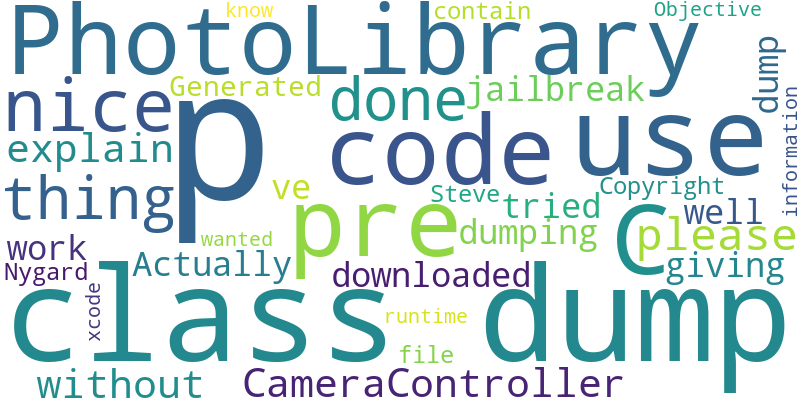 know contain Objective
PhotoLibrary
dump
nice Generated done jailbreak
p code use
explain information
thing ve pre Steve tried Copyright C well
wanted dumping please
work Actually giving
Nygard downloaded
class dump
xcode runtime
file
without CameraController